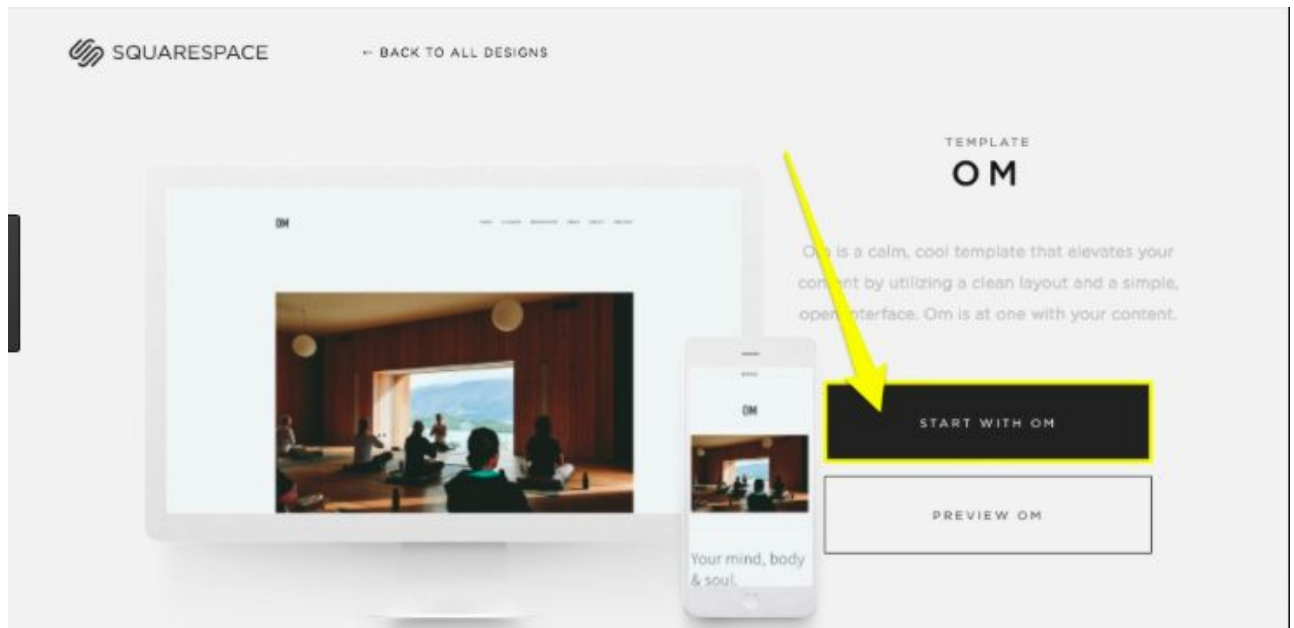 SQUARESPACE
← BACK TO ALL DESIGNS
TEMPLATE
OM
Om is a calm, cool template that elevates your
content by utilizing a clean layout and a simple,
open interface. Om is at one with your content.
START WITH OM
PREVIEW OM
OM
OM
Your mind, body
& soul.